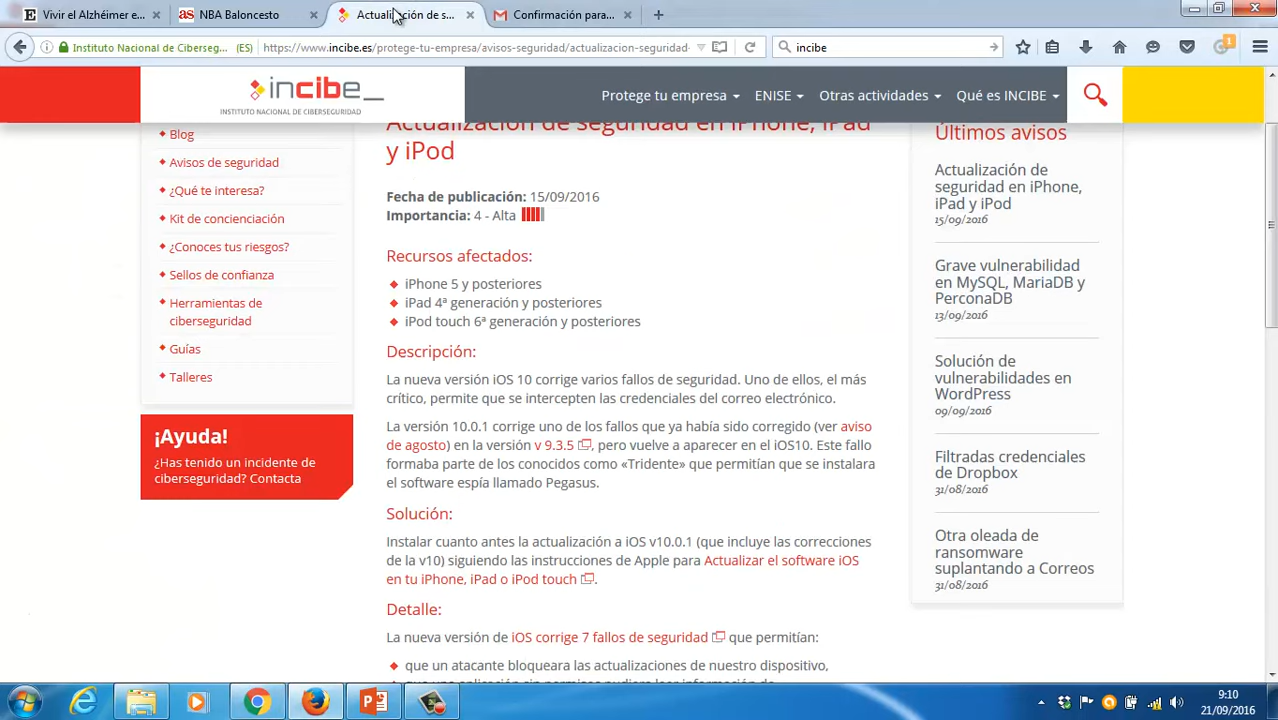 Vivir el Alzhéimer e...
NBA Baloncesto
Actualización de s...
Confirmación para...
Instituto Nacional de Ciberseg... (ES)
https://www.incibe.es/protege-tu-empresa/avisos-seguridad/actualizacion-seguridad-
incibe
incibe_
INSTITUTO NACIONAL DE CIBERSEGURIDAD
Protege tu empresa
ENISE
Otras actividades
Qué es INCIBE
Blog
Avisos de seguridad
¿Qué te interesa?
Kit de concienciación
¿Conoces tus riesgos?
Sellos de confianza
Herramientas de
ciberseguridad
Guías
Talleres
¡Ayuda!
¿Has tenido un incidente de
ciberseguridad? Contacta
Actualización de seguridad en iPhone, iPad
y iPod
Fecha de publicación: 15/09/2016
Importancia: 4 - Alta
Recursos afectados:
iPhone 5 y posteriores
iPad 4ª generación y posteriores
iPod touch 6ª generación y posteriores
Descripción:
La nueva versión iOS 10 corrige varios fallos de seguridad. Uno de ellos, el más
crítico, permite que se intercepten las credenciales del correo electrónico.
La versión 10.0.1 corrige uno de los fallos que ya había sido corregido (ver aviso
de agosto) en la versión v 9.3.5, pero vuelve a aparecer en el iOS10. Este fallo
formaba parte de los conocidos como «Tridente» que permitían que se instalara
el software espía llamado Pegasus.
Solución:
Instalar cuanto antes la actualización a iOS v10.0.1 (que incluye las correcciones
de la v10) siguiendo las instrucciones de Apple para Actualizar el software iOS
en tu iPhone, iPad o iPod touch.
Detalle:
La nueva versión de iOS corrige 7 fallos de seguridad que permitían:
que un atacante bloqueara las actualizaciones de nuestro dispositivo,
Últimos avisos
Actualización de
seguridad en iPhone,
iPad y iPod
15/09/2016
Grave vulnerabilidad
en MySQL, MariaDB y
PerconaDB
13/09/2016
Solución de
vulnerabilidades en
WordPress
09/09/2016
Filtradas credenciales
de Dropbox
31/08/2016
Otra oleada de
ransomware
suplantando a Correos
31/08/2016
1
9:10
21/09/2016